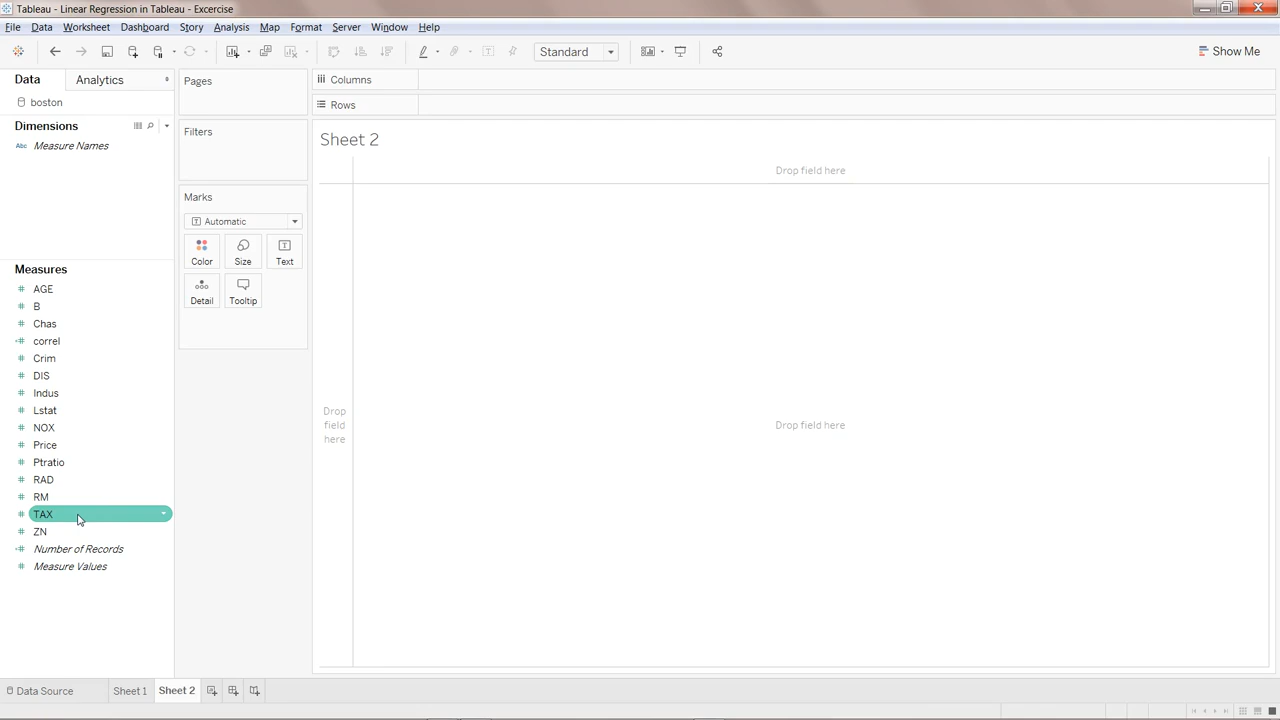 Tableau - Linear Regression in Tableau - Excercise
File Data Worksheet Dashboard Story Analysis Map Format Server Window Help
Standard
Show Me
Data Analytics
boston
Dimensions
Abc Measure Names
Measures
AGE
B
Chas
correl
Crim
DIS
Indus
Lstat
NOX
Price
Ptratio
RAD
RM
TAX
ZN
Number of Records
Measure Values
Pages
Filters
Marks
Automatic
Color Size Text
Detail Tooltip
Columns
Rows
Sheet 2
Drop field here
Drop
field
here
Drop field here
Data Source Sheet 1 Sheet 2